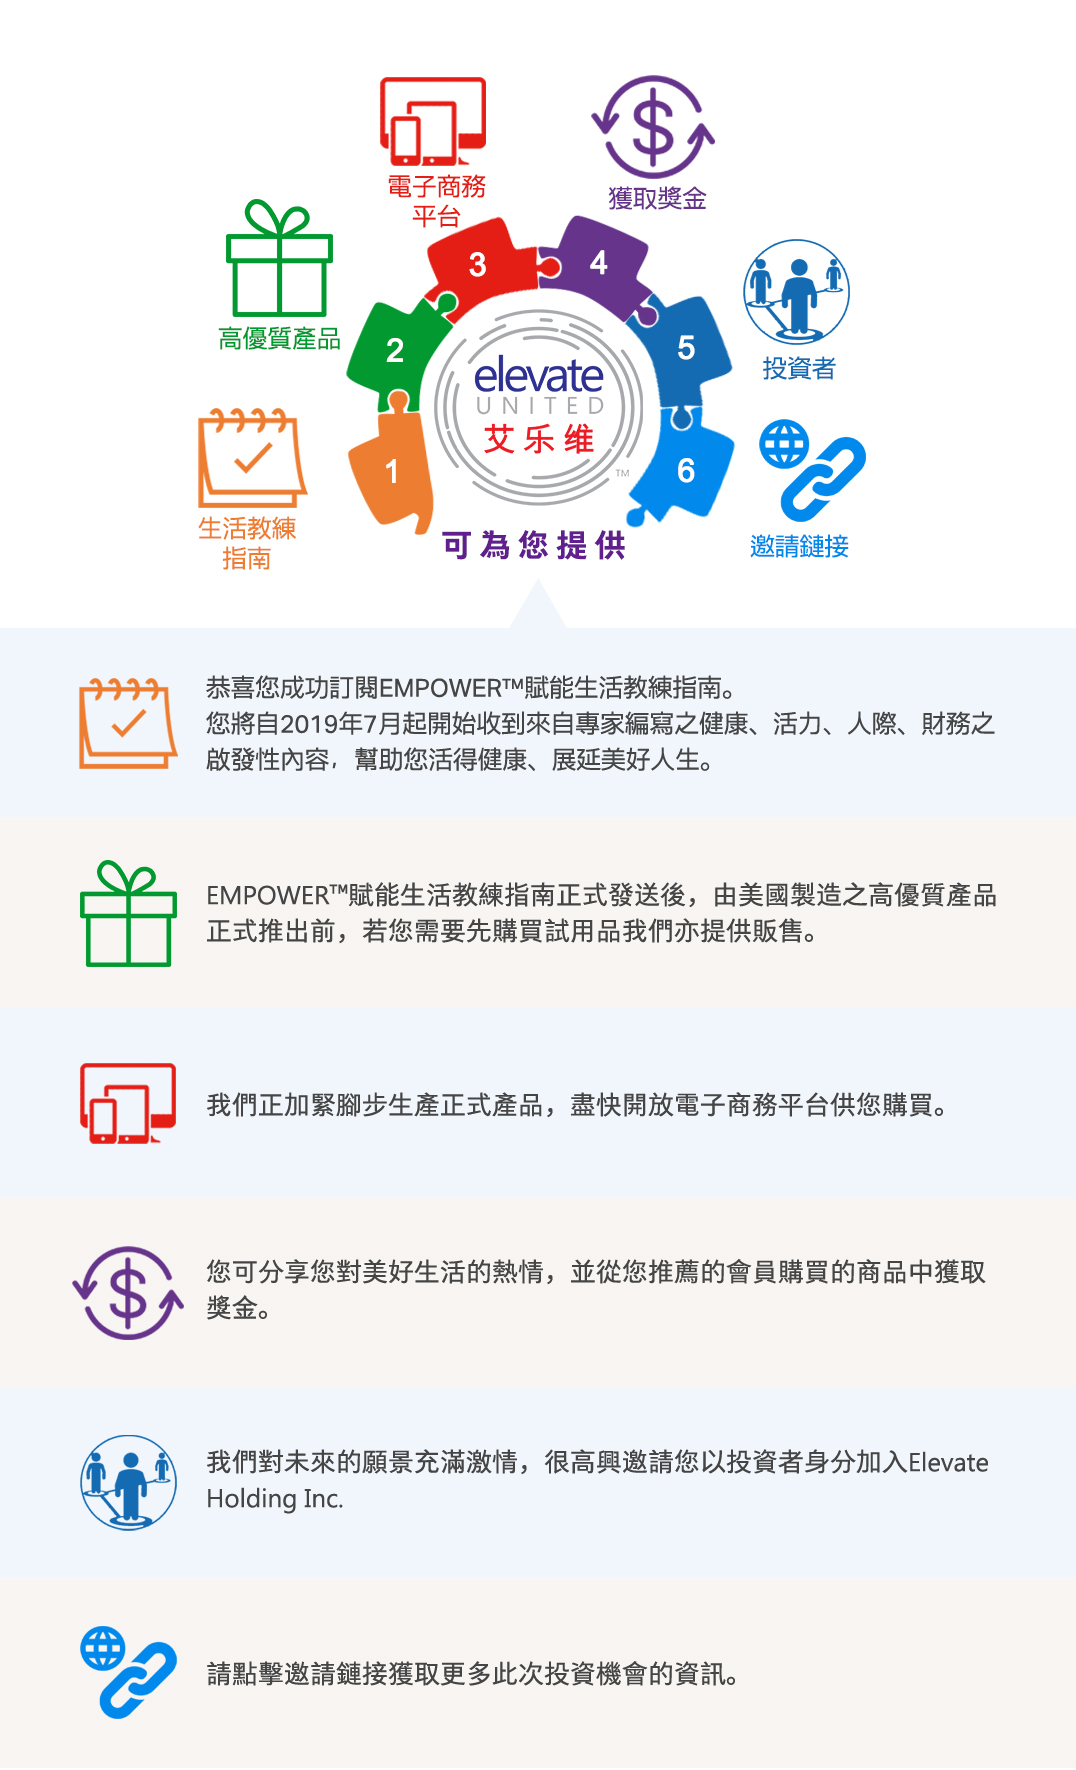 電子商務
平台
獲取獎金
高優質產品
投資者
生活教練
指南
邀請鏈接
3
4
2
5
1
6
elevate
UNITED
艾乐维
TM
可為您提供
恭喜您成功訂閱EMPOWER™賦能生活教練指南。
您將自2019年7月起開始收到來自專家編寫之健康、活力、人際、財務之
啟發性內容，幫助您活得健康、展延美好人生。
EMPOWER™賦能生活教練指南正式發送後，由美國製造之高優質產品
正式推出前，若您需要先購買試用品我們亦提供販售。
我們正加緊腳步生產正式產品，盡快開放電子商務平台供您購買。
您可分享您對美好生活的熱情，並從您推薦的會員購買的商品中獲取
獎金。
我們對未來的願景充滿激情，很高興邀請您以投資者身分加入Elevate
Holding Inc.
請點擊邀請鏈接獲取更多此次投資機會的資訊。